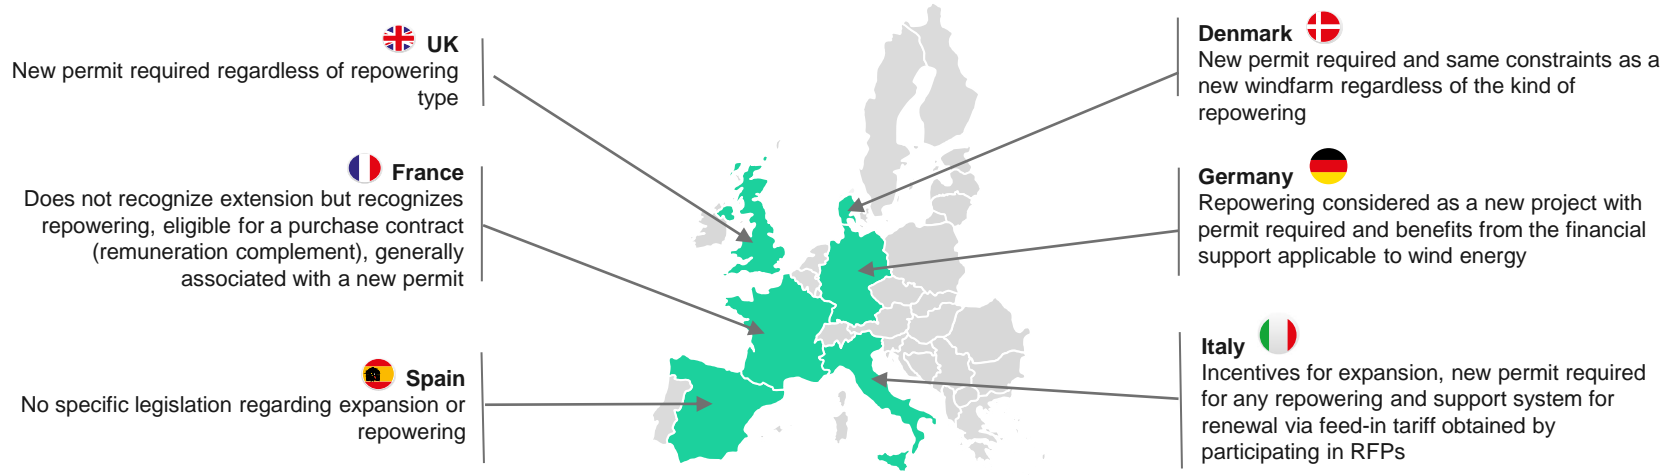 UK
New permit required regardless of repowering
type
France
Does not recognize extension but recognizes
repowering, eligible for a purchase contract
(remuneration complement), generally
associated with a new permit
Spain
No specific legislation regarding expansion or
repowering
Denmark
New permit required and same constraints as a
new windfarm regardless of the kind of
repowering
Germany
Repowering considered as a new project with
permit required and benefits from the financial
support applicable to wind energy
Italy
Incentives for expansion, new permit required
for any repowering and support system for
renewal via feed-in tariff obtained by
participating in RFPs